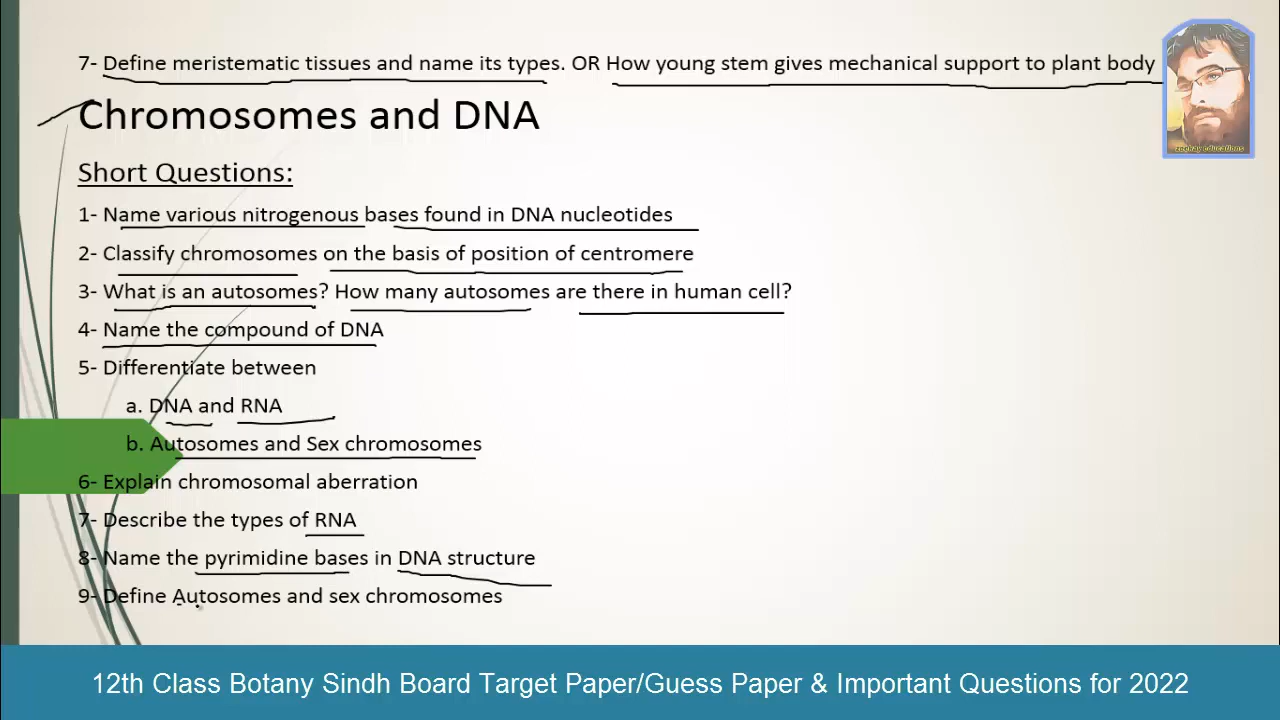 7- Define meristematic tissues and name its types. OR How young stem gives mechanical support to plant body
Chromosomes and DNA
Short Questions:
1- Name various nitrogenous bases found in DNA nucleotides
2- Classify chromosomes on the basis of position of centromere
3- What is an autosomes? How many autosomes are there in human cell?
4- Name the compound of DNA
5- Differentiate between
a. DNA and RNA
b. Autosomes and Sex chromosomes
6- Explain chromosomal aberration
7- Describe the types of RNA
8- Name the pyrimidine bases in DNA structure
9- Define Autosomes and sex chromosomes
zeekay educations
12th Class Botany Sindh Board Target Paper/Guess Paper & Important Questions for 2022